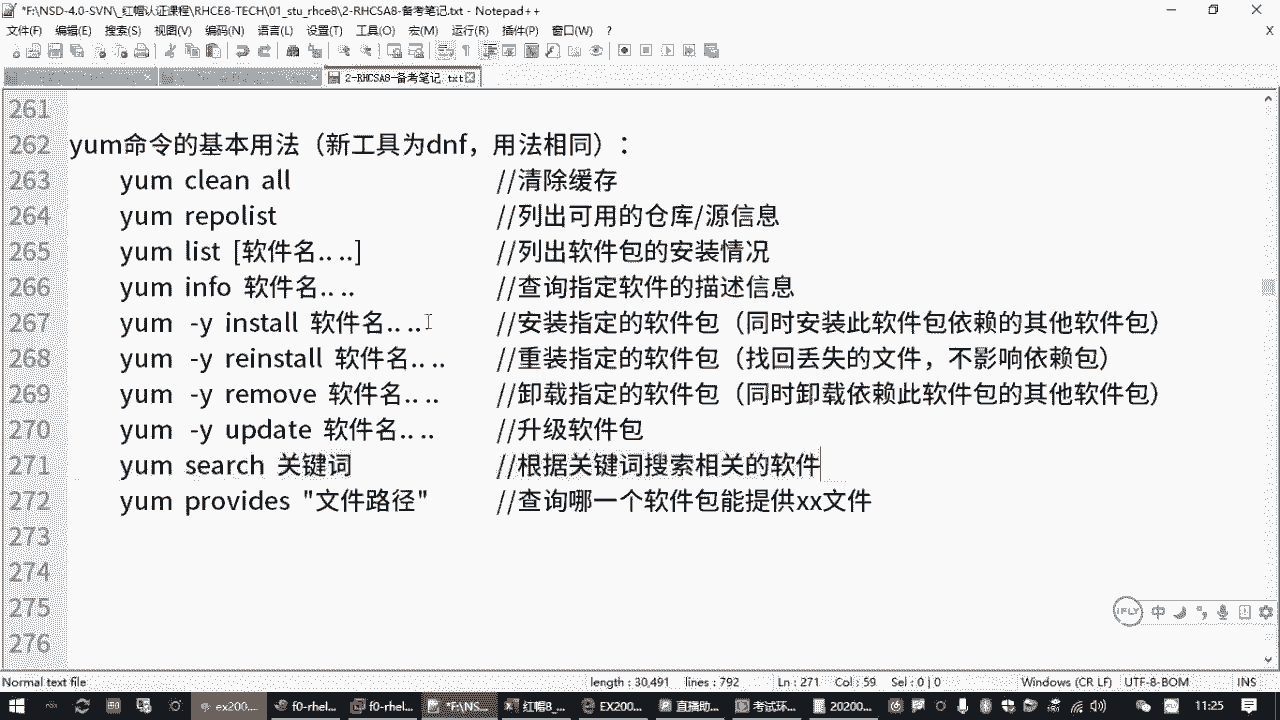 *F:\NSD-4.0-SVN\_红帽认证课程\RHCE8-TECH\01_stu_rhce8\2-RHCSA8-备考笔记.txt - Notepad++
文件(F) 编辑(E) 搜索(S) 视图(V) 编码(N) 语言(L) 设置(T) 工具(O) 宏(M) 运行(R) 插件(P) 窗口(W) ? X
2-RHCSA8-备考笔记.txt
261
262 yum命令的基本用法（新工具为dnf，用法相同）：
263 yum clean all //清除缓存
264 yum repolist //列出可用的仓库/源信息
265 yum list [软件名.. ..] //列出软件包的安装情况
266 yum info 软件名.. .. //查询指定软件的描述信息
267 yum -y install 软件名.. .. //安装指定的软件包（同时安装此软件包依赖的其他软件包）
268 yum -y reinstall 软件名.. .. //重装指定的软件包（找回丢失的文件，不影响依赖包）
269 yum -y remove 软件名.. .. //卸载指定的软件包（同时卸载依赖此软件包的其他软件包）
270 yum -y update 软件名.. .. //升级软件包
271 yum search 关键词 //根据关键词搜索相关的软件
272 yum provides "文件路径" //查询哪一个软件包能提供xx文件
273
274
275
276
iFLY 中
Normal text file length : 30,491 lines : 792 Ln : 271 Col : 59 Sel : 0 | 0 Windows (CR LF) UTF-8-BOM INS
ex200... f0-rhel... f0-rhel... *F:\NS... 红帽8_... EX200... 直播助... 考试环... 20200... 11:25